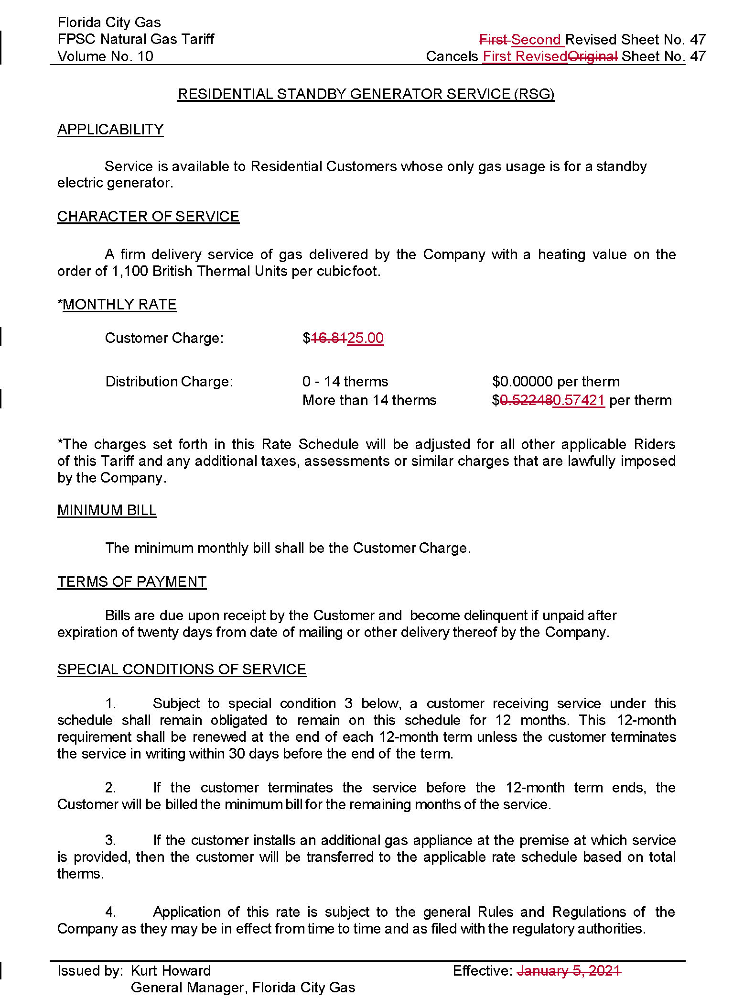 Florida City Gas
FPSC Natural Gas Tariff
First Second Revised Sheet No. 47
Volume No. 10
Cancels First RevisedOriginal Sheet No. 47
RESIDENTIAL STANDBY GENERATOR SERVICE (RSG)
APPLICABILITY
Service is available to Residential Customers whose only gas usage is for a standby
electric generator.
CHARACTER OF SERVICE
A firm delivery service of gas delivered by the Company with a heating value on the
order of 1,100 British Thermal Units per cubic foot.
*MONTHLY RATE
Customer Charge: $16.8125.00
Distribution Charge: 0 - 14 therms $0.00000 per therm
More than 14 therms $0.522480.57421 per therm
*The charges set forth in this Rate Schedule will be adjusted for all other applicable Riders
of this Tariff and any additional taxes, assessments or similar charges that are lawfully imposed
by the Company.
MINIMUM BILL
The minimum monthly bill shall be the Customer Charge.
TERMS OF PAYMENT
Bills are due upon receipt by the Customer and become delinquent if unpaid after
expiration of twenty days from date of mailing or other delivery thereof by the Company.
SPECIAL CONDITIONS OF SERVICE
1. Subject to special condition 3 below, a customer receiving service under this
schedule shall remain obligated to remain on this schedule for 12 months. This 12-month
requirement shall be renewed at the end of each 12-month term unless the customer terminates
the service in writing within 30 days before the end of the term.
2. If the customer terminates the service before the 12-month term ends, the
Customer will be billed the minimum bill for the remaining months of the service.
3. If the customer installs an additional gas appliance at the premise at which service
is provided, then the customer will be transferred to the applicable rate schedule based on total
therms.
4. Application of this rate is subject to the general Rules and Regulations of the
Company as they may be in effect from time to time and as filed with the regulatory authorities.
Issued by: Kurt Howard Effective: January 5, 2021
General Manager, Florida City Gas